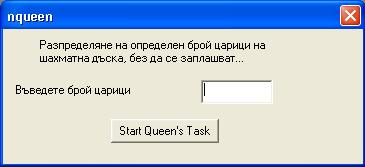 nqueen
Разпределяне на определен брой царици на
шахматна дъска, без да се заплашват...
Въведете брой царици
Start Queen's Task